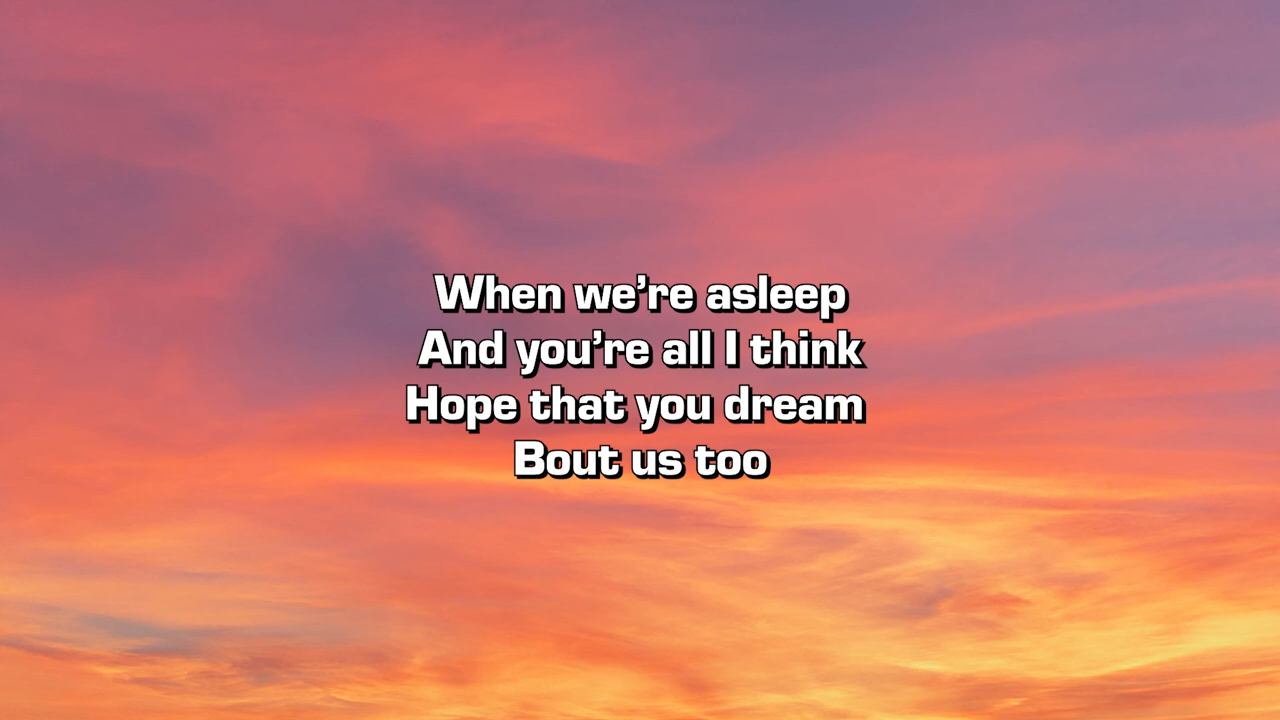 When we’re asleep
And you’re all I think
Hope that you dream
Bout us too